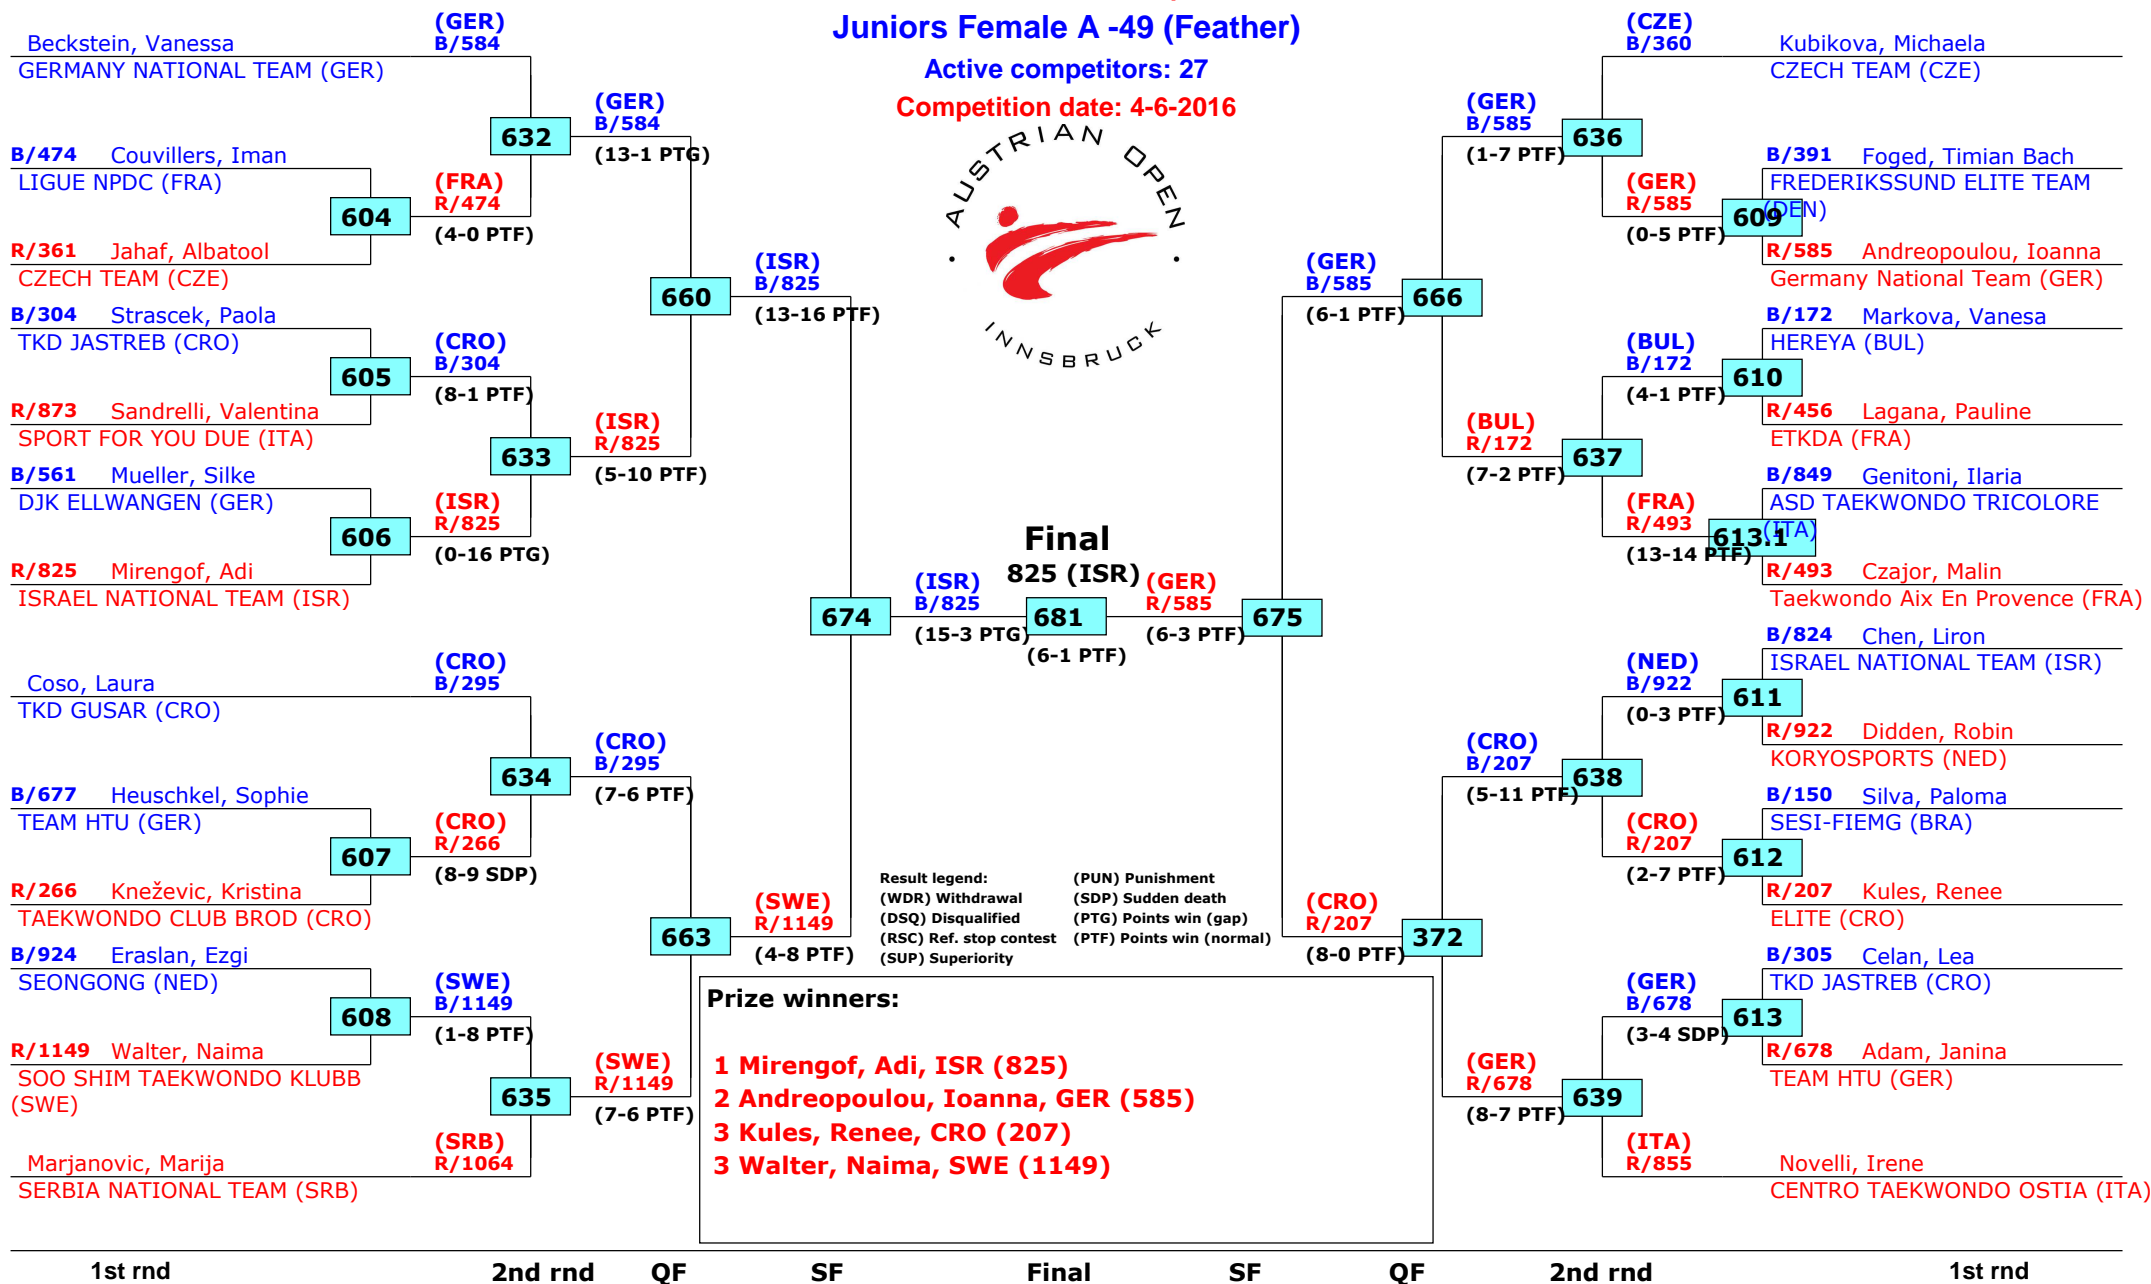 Juniors Female A -49 (Feather)
Active competitors: 27
Competition date: 4-6-2016
AUSTRIAN OPEN
INNSBRUCK
Beckstein, Vanessa
GERMANY NATIONAL TEAM (GER)
B/474 Couvillers, Iman
LIGUE NPDC (FRA)
R/361 Jahaf, Albatool
CZECH TEAM (CZE)
B/304 Strascek, Paola
TKD JASTREB (CRO)
R/873 Sandrelli, Valentina
SPORT FOR YOU DUE (ITA)
B/561 Mueller, Silke
DJK ELLWANGEN (GER)
R/825 Mirengof, Adi
ISRAEL NATIONAL TEAM (ISR)
Coso, Laura
TKD GUSAR (CRO)
B/677 Heuschkel, Sophie
TEAM HTU (GER)
R/266 Kneževic, Kristina
TAEKWONDO CLUB BROD (CRO)
B/924 Eraslan, Ezgi
SEONGONG (NED)
R/1149 Walter, Naima
SOO SHIM TAEKWONDO KLUBB
(SWE)
Marjanovic, Marija
SERBIA NATIONAL TEAM (SRB)
604
605
606
607
608
(GER)
B/584
(FRA)
R/474
(4-0 PTF)
(CRO)
B/304
(8-1 PTF)
(ISR)
R/825
(0-16 PTG)
(CRO)
B/295
(CRO)
R/266
(8-9 SDP)
(SWE)
B/1149
(1-8 PTF)
(SRB)
R/1064
632
633
634
635
(GER)
B/584
(13-1 PTG)
(ISR)
R/825
(5-10 PTF)
(CRO)
B/295
(7-6 PTF)
(SWE)
R/1149
(7-6 PTF)
660
663
(ISR)
B/825
(13-16 PTF)
(SWE)
R/1149
(4-8 PTF)
674
(ISR)
B/825
(15-3 PTG)
Final
825 (ISR)
681
(6-1 PTF)
(GER)
R/585
(6-3 PTF)
675
(GER)
B/585
(6-1 PTF)
(CRO)
R/207
(8-0 PTF)
666
372
(GER)
B/585
(1-7 PTF)
(BUL)
R/172
(7-2 PTF)
(CRO)
B/207
(5-11 PTF)
(GER)
R/678
(8-7 PTF)
636
637
638
639
(CZE)
B/360
(GER)
R/585
(0-5 PTF)
(BUL)
B/172
(4-1 PTF)
(FRA)
R/493
(13-14 PTF)
(NED)
B/922
(0-3 PTF)
(CRO)
R/207
(2-7 PTF)
(GER)
B/678
(3-4 SDP)
(ITA)
R/855
609
610
613.1
611
612
613
Kubikova, Michaela
CZECH TEAM (CZE)
B/391 Foged, Timian Bach
FREDERIKSSUND ELITE TEAM
(DEN)
R/585 Andreopoulou, Ioanna
Germany National Team (GER)
B/172 Markova, Vanesa
HEREYA (BUL)
R/456 Lagana, Pauline
ETKDA (FRA)
B/849 Genitoni, Ilaria
ASD TAEKWONDO TRICOLORE
(ITA)
R/493 Czajor, Malin
Taekwondo Aix En Provence (FRA)
B/824 Chen, Liron
ISRAEL NATIONAL TEAM (ISR)
R/922 Didden, Robin
KORYOSPORTS (NED)
B/150 Silva, Paloma
SESI-FIEMG (BRA)
R/207 Kules, Renee
ELITE (CRO)
B/305 Celan, Lea
TKD JASTREB (CRO)
R/678 Adam, Janina
TEAM HTU (GER)
Novelli, Irene
CENTRO TAEKWONDO OSTIA (ITA)
Result legend: (PUN) Punishment
(WDR) Withdrawal (SDP) Sudden death
(DSQ) Disqualified (PTG) Points win (gap)
(RSC) Ref. stop contest (PTF) Points win (normal)
(SUP) Superiority
Prize winners:
1 Mirengof, Adi, ISR (825)
2 Andreopoulou, Ioanna, GER (585)
3 Kules, Renee, CRO (207)
3 Walter, Naima, SWE (1149)
1st rnd 2nd rnd QF SF Final SF QF 2nd rnd 1st rnd